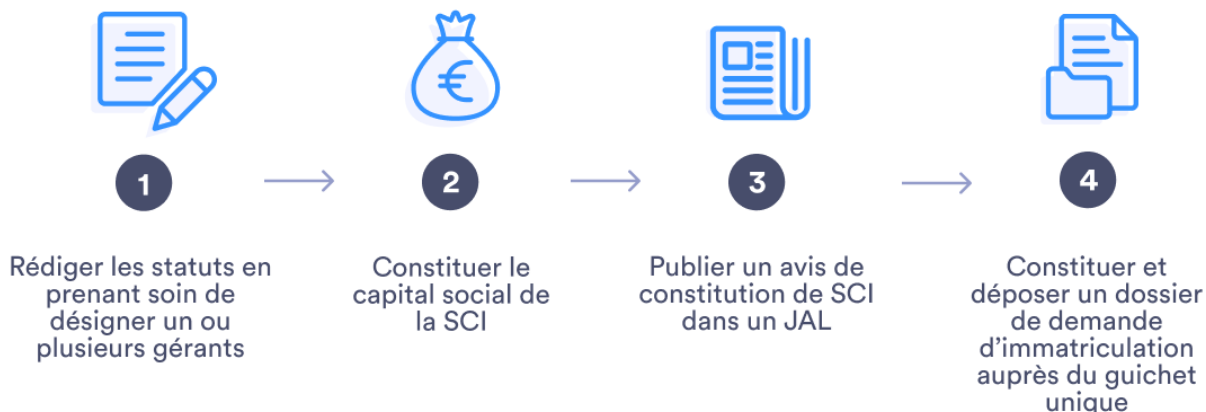 1
Rédiger les statuts en
prenant soin de
désigner un ou
plusieurs gérants
2
Constituer le
capital social de
la SCI
3
Publier un avis de
constitution de SCI
dans un JAL
4
Constituer et
déposer un dossier
de demande
d'immatriculation
auprès du guichet
unique